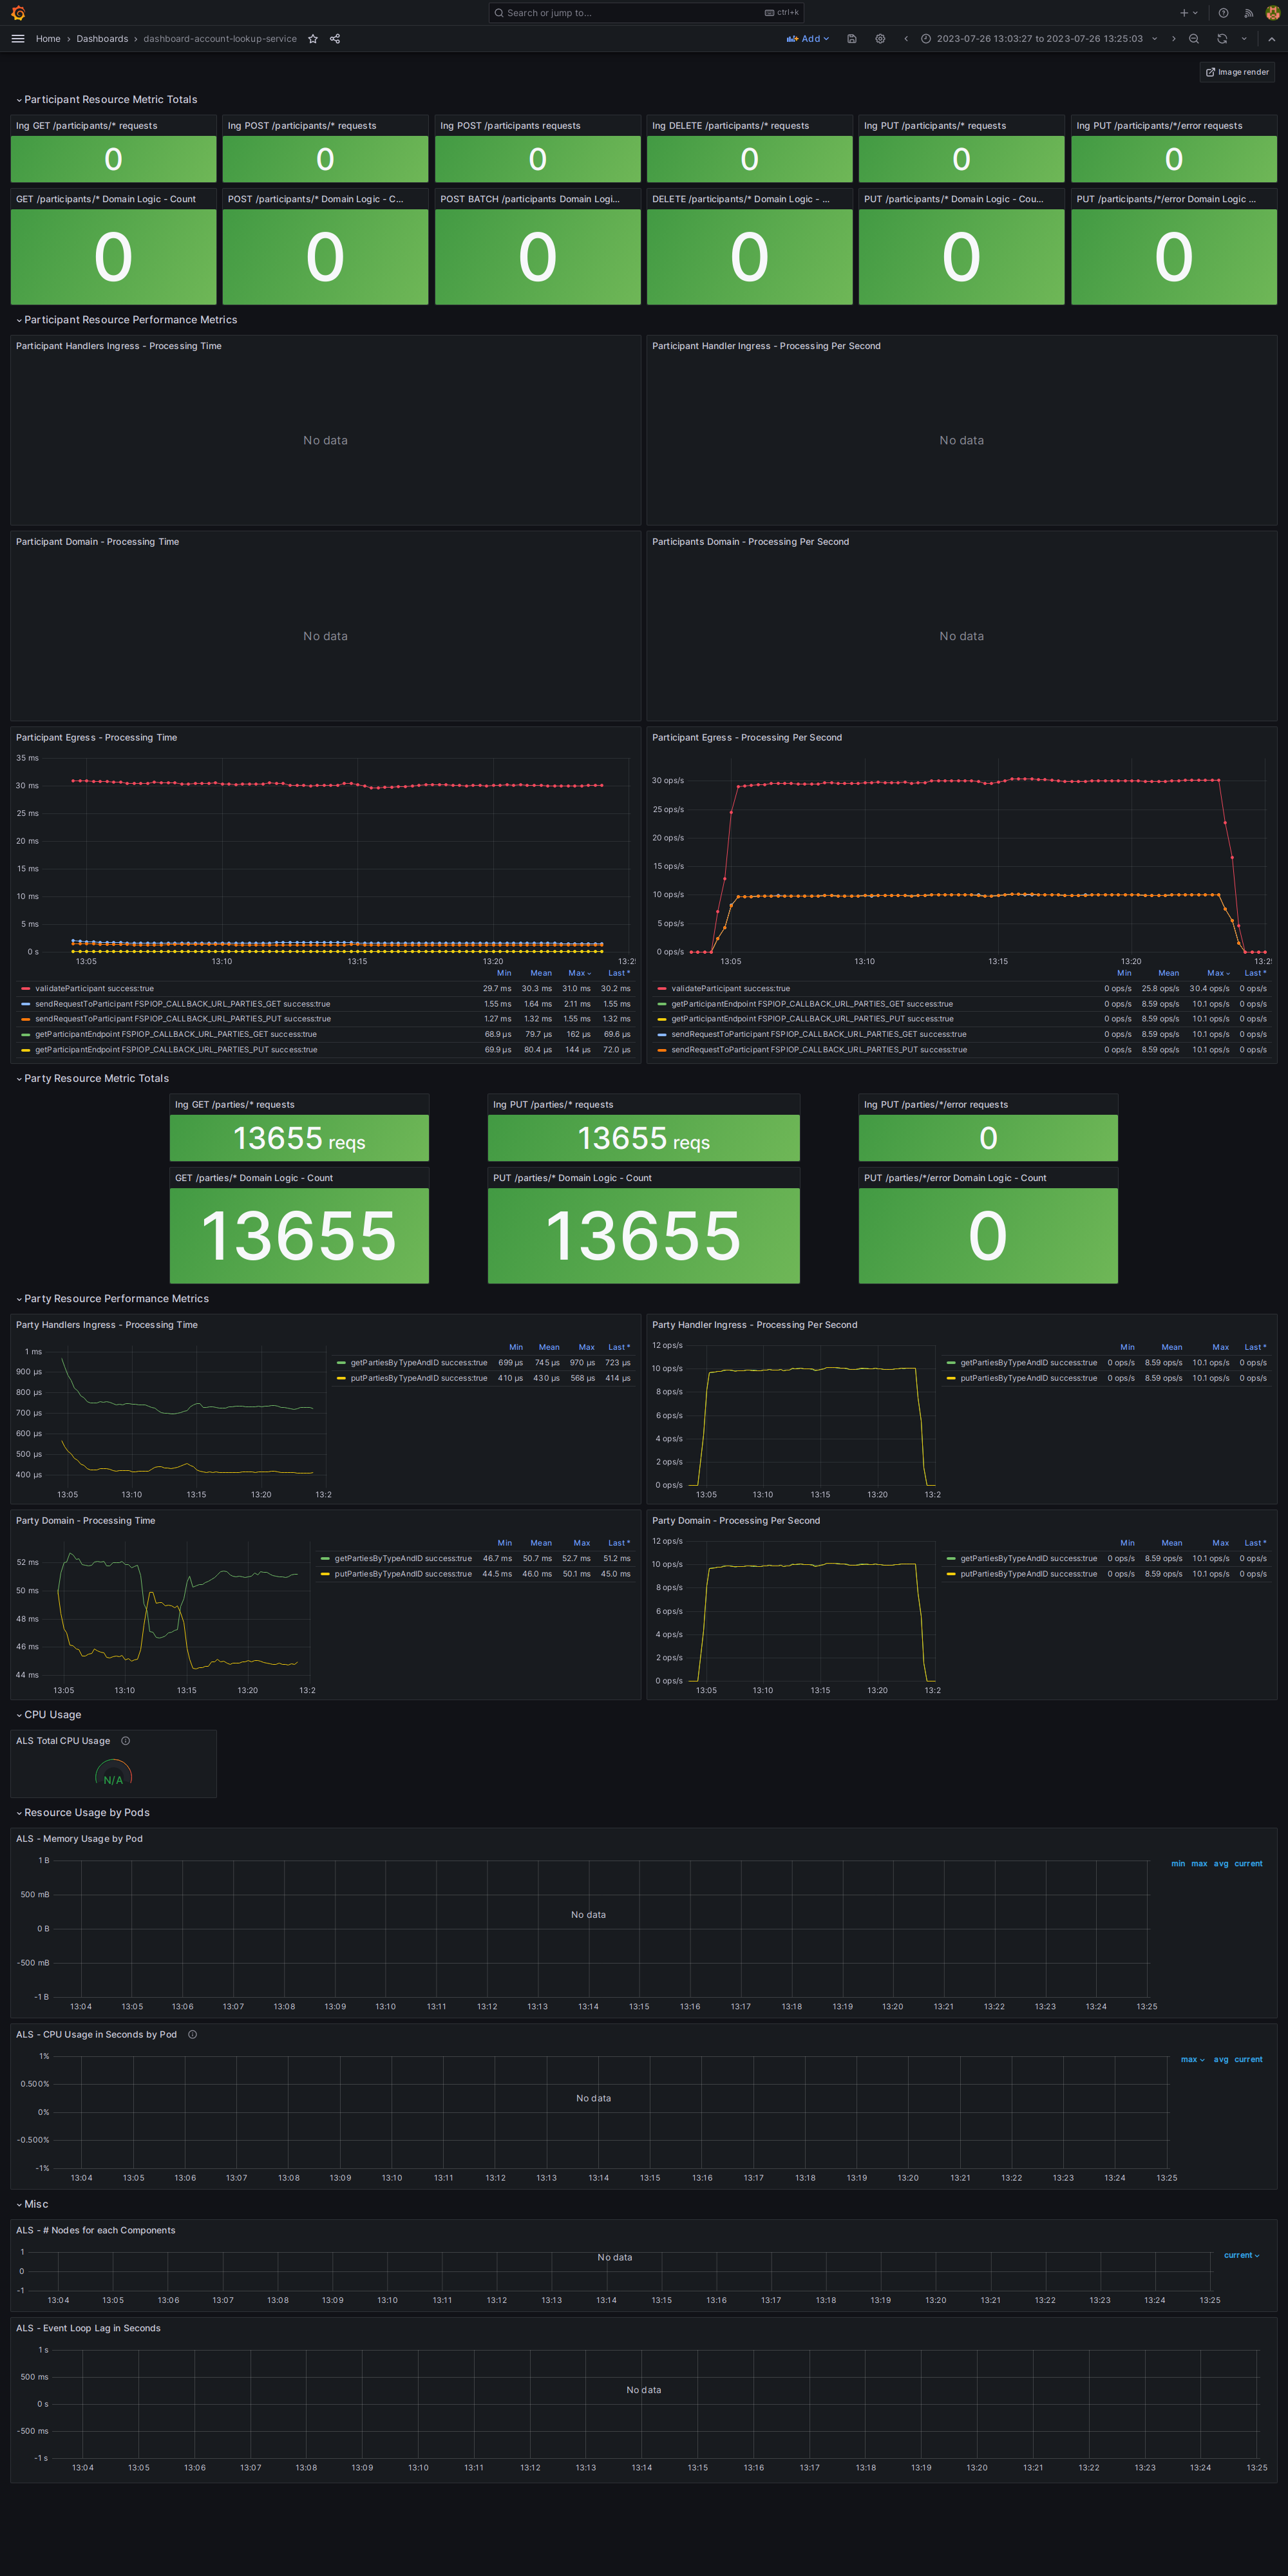 Search or jump to... ctrl+k
Home › Dashboards › dashboard-account-lookup-service Add 2023-07-26 13:03:27 to 2023-07-26 13:25:03
Image render
Participant Resource Metric Totals
Ing GET /participants/* requests Ing POST /participants/* requests Ing POST /participants requests Ing DELETE /participants/* requests Ing PUT /participants/* requests Ing PUT /participants/*/error requests
0 0 0 0 0 0
GET /participants/* Domain Logic - Count POST /participants/* Domain Logic - C... POST BATCH /participants Domain Logi... DELETE /participants/* Domain Logic - ... PUT /participants/* Domain Logic - Cou... PUT /participants/*/error Domain Logic ...
0 0 0 0 0 0
Participant Resource Performance Metrics
Participant Handlers Ingress - Processing Time Participant Handler Ingress - Processing Per Second
No data No data
Participant Domain - Processing Time Participants Domain - Processing Per Second
No data No data
Participant Egress - Processing Time
35 ms
30 ms
25 ms
20 ms
15 ms
10 ms
5 ms
0 s
13:05 13:10 13:15 13:20 13:2
Min Mean Max Last *
validateParticipant success:true 29.7 ms 30.3 ms 31.0 ms 30.2 ms
sendRequestToParticipant FSPIOP_CALLBACK_URL_PARTIES_GET success:true 1.55 ms 1.64 ms 2.11 ms 1.55 ms
sendRequestToParticipant FSPIOP_CALLBACK_URL_PARTIES_PUT success:true 1.27 ms 1.32 ms 1.55 ms 1.32 ms
getParticipantEndpoint FSPIOP_CALLBACK_URL_PARTIES_GET success:true 68.9 µs 79.7 µs 162 µs 69.6 µs
getParticipantEndpoint FSPIOP_CALLBACK_URL_PARTIES_PUT success:true 69.9 µs 80.4 µs 144 µs 72.0 µs
Participant Egress - Processing Per Second
30 ops/s
25 ops/s
20 ops/s
15 ops/s
10 ops/s
5 ops/s
0 ops/s
13:05 13:10 13:15 13:20 13:2
Min Mean Max Last *
validateParticipant success:true 0 ops/s 25.8 ops/s 30.4 ops/s 0 ops/s
getParticipantEndpoint FSPIOP_CALLBACK_URL_PARTIES_GET success:true 0 ops/s 8.59 ops/s 10.1 ops/s 0 ops/s
getParticipantEndpoint FSPIOP_CALLBACK_URL_PARTIES_PUT success:true 0 ops/s 8.59 ops/s 10.1 ops/s 0 ops/s
sendRequestToParticipant FSPIOP_CALLBACK_URL_PARTIES_GET success:true 0 ops/s 8.59 ops/s 10.1 ops/s 0 ops/s
sendRequestToParticipant FSPIOP_CALLBACK_URL_PARTIES_PUT success:true 0 ops/s 8.59 ops/s 10.1 ops/s 0 ops/s
Party Resource Metric Totals
Ing GET /parties/* requests Ing PUT /parties/* requests Ing PUT /parties/*/error requests
13655 reqs 13655 reqs 0
GET /parties/* Domain Logic - Count PUT /parties/* Domain Logic - Count PUT /parties/*/error Domain Logic - Count
13655 13655 0
Party Resource Performance Metrics
Party Handlers Ingress - Processing Time
1 ms
900 µs
800 µs
700 µs
600 µs
500 µs
400 µs
13:05 13:10 13:15 13:20 13:2
Min Mean Max Last *
getPartiesByTypeAndID success:true 699 µs 745 µs 970 µs 723 µs
putPartiesByTypeAndID success:true 410 µs 430 µs 568 µs 414 µs
Party Handler Ingress - Processing Per Second
12 ops/s
10 ops/s
8 ops/s
6 ops/s
4 ops/s
2 ops/s
0 ops/s
13:05 13:10 13:15 13:20 13:2
Min Mean Max Last *
getPartiesByTypeAndID success:true 0 ops/s 8.59 ops/s 10.1 ops/s 0 ops/s
putPartiesByTypeAndID success:true 0 ops/s 8.59 ops/s 10.1 ops/s 0 ops/s
Party Domain - Processing Time
52 ms
50 ms
48 ms
46 ms
44 ms
13:05 13:10 13:15 13:20 13:2
Min Mean Max Last *
getPartiesByTypeAndID success:true 46.7 ms 50.7 ms 52.7 ms 51.2 ms
putPartiesByTypeAndID success:true 44.5 ms 46.0 ms 50.1 ms 45.0 ms
Party Domain - Processing Per Second
12 ops/s
10 ops/s
8 ops/s
6 ops/s
4 ops/s
2 ops/s
0 ops/s
13:05 13:10 13:15 13:20 13:2
Min Mean Max Last *
getPartiesByTypeAndID success:true 0 ops/s 8.59 ops/s 10.1 ops/s 0 ops/s
putPartiesByTypeAndID success:true 0 ops/s 8.59 ops/s 10.1 ops/s 0 ops/s
CPU Usage
ALS Total CPU Usage
N/A
Resource Usage by Pods
ALS - Memory Usage by Pod
1 B
500 mB
0 B
-500 mB
-1 B
No data
min max avg current
13:04 13:05 13:06 13:07 13:08 13:09 13:10 13:11 13:12 13:13 13:14 13:15 13:16 13:17 13:18 13:19 13:20 13:21 13:22 13:23 13:24 13:25
ALS - CPU Usage in Seconds by Pod
1%
0.500%
0%
-0.500%
-1%
No data
max avg current
13:04 13:05 13:06 13:07 13:08 13:09 13:10 13:11 13:12 13:13 13:14 13:15 13:16 13:17 13:18 13:19 13:20 13:21 13:22 13:23 13:24 13:25
Misc
ALS - # Nodes for each Components
1
0
-1
No data
current
13:04 13:05 13:06 13:07 13:08 13:09 13:10 13:11 13:12 13:13 13:14 13:15 13:16 13:17 13:18 13:19 13:20 13:21 13:22 13:23 13:24 13:25
ALS - Event Loop Lag in Seconds
1 s
500 ms
0 s
-500 ms
-1 s
No data
13:04 13:05 13:06 13:07 13:08 13:09 13:10 13:11 13:12 13:13 13:14 13:15 13:16 13:17 13:18 13:19 13:20 13:21 13:22 13:23 13:24 13:25